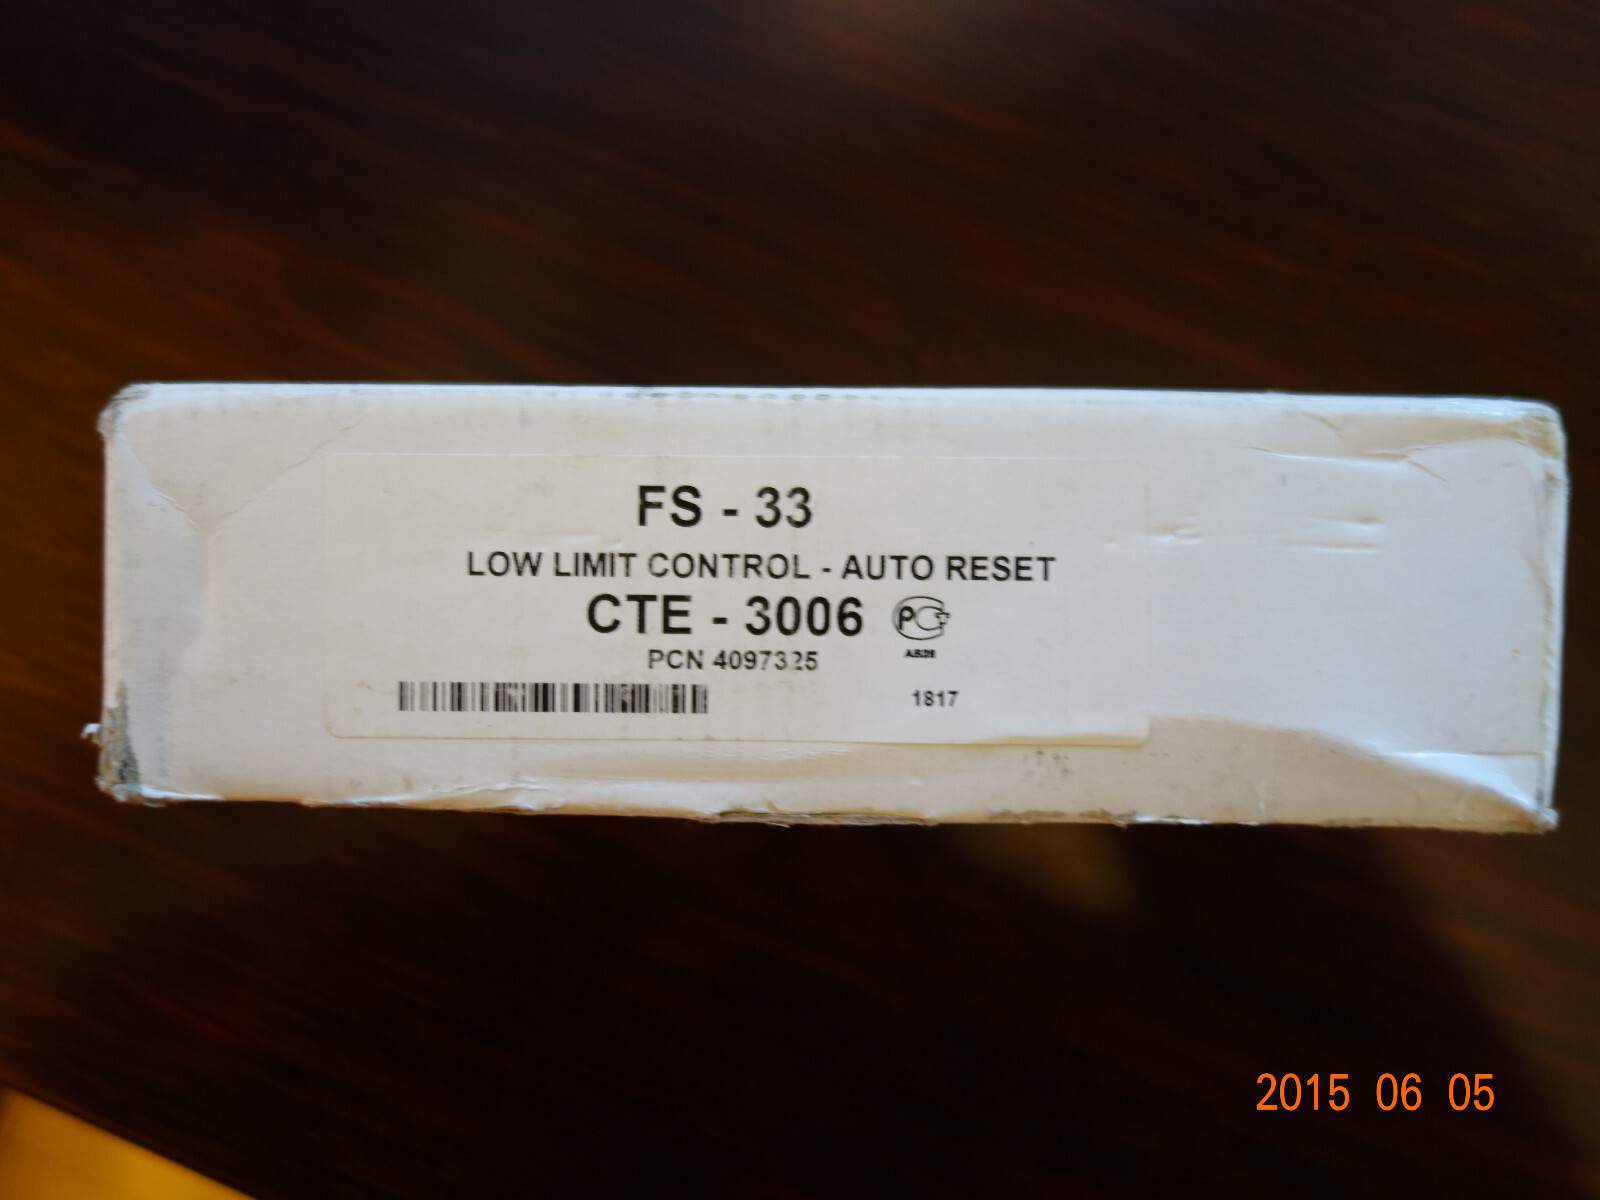 FS - 33
LOW LIMIT CONTROL - AUTO RESET
CTE - 3006
PCN 4097325
1817
2015 06 05